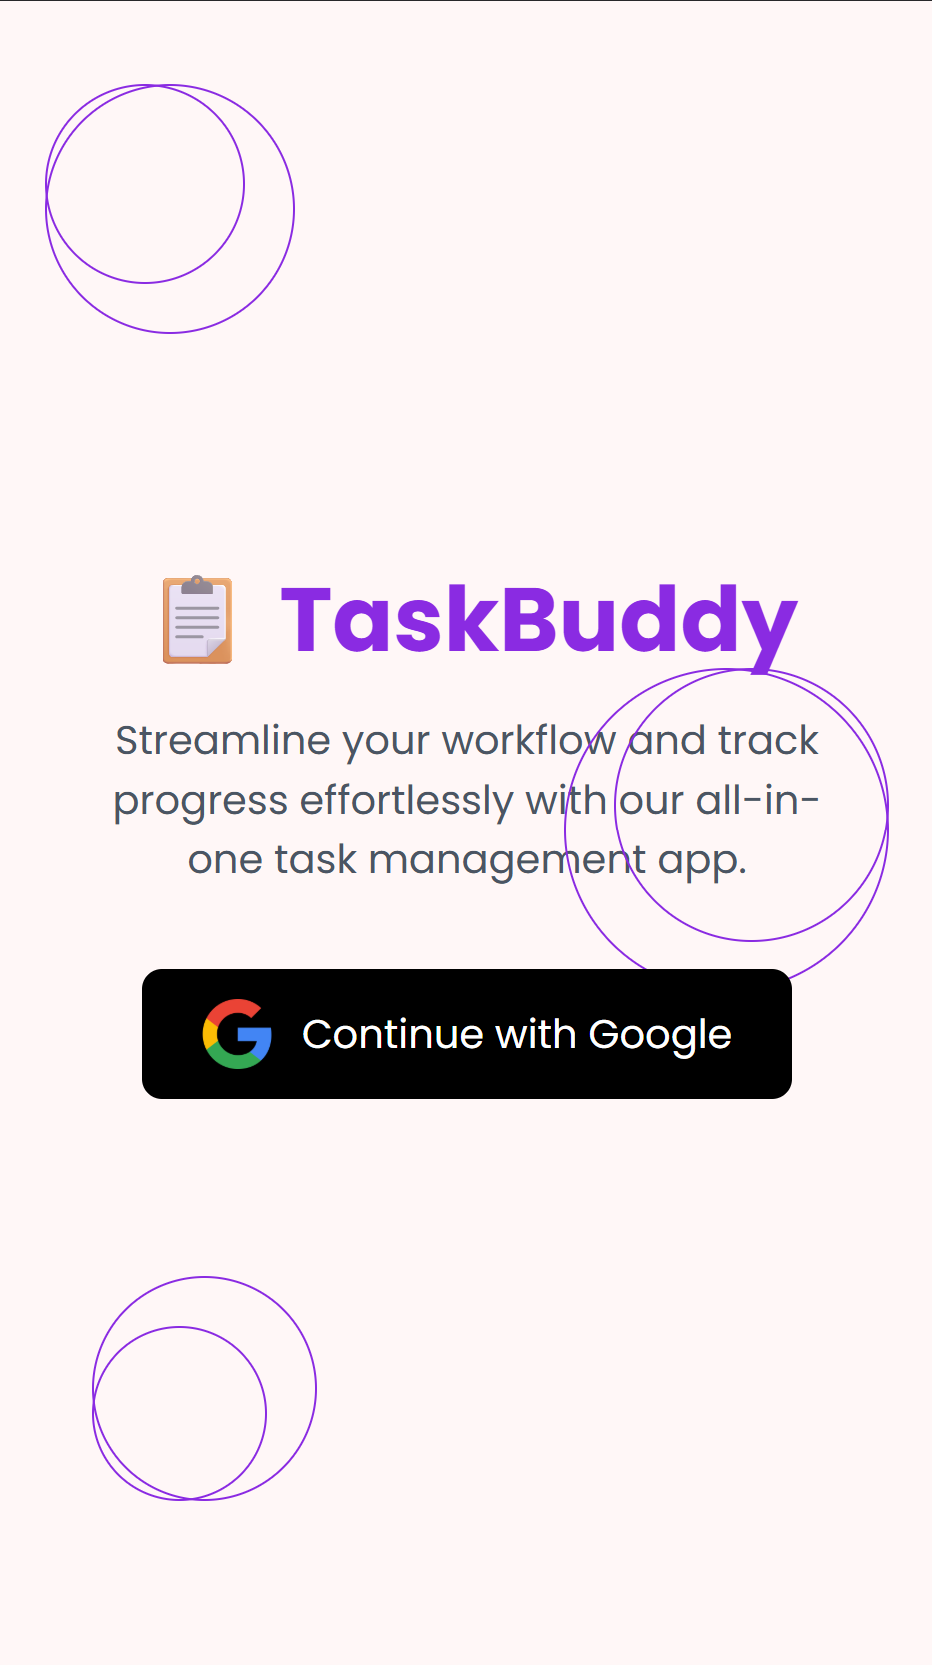 TaskBuddy
Streamline your workflow and track
progress effortlessly with our all-in-
one task management app.
Continue with Google